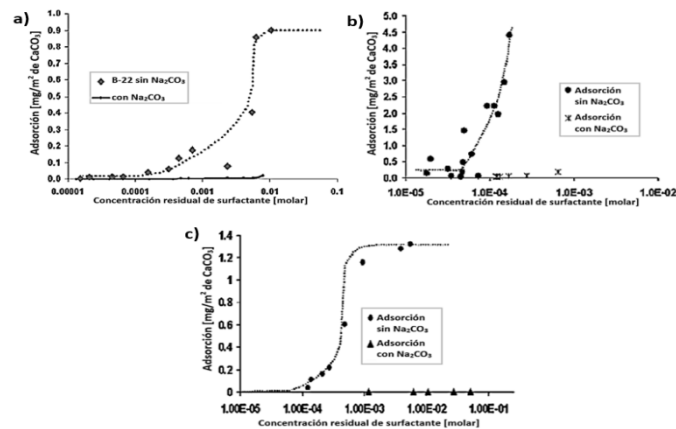 a)
Adsorción [mg/m² de CaCO₃]
0.9
0.8
0.7
0.6
0.5
0.4
0.3
0.2
0.1
0.0
B-22 sin Na₂CO₃
con Na₂CO₃
0.00001 0.0001 0.001 0.01 0.1
Concentración residual de surfactante [molar]
b)
Adsorción [mg/m² de CaCO₃]
5.0
4.5
4.0
3.5
3.0
2.5
2.0
1.5
1.0
0.5
0.0
Adsorción
sin Na₂CO₃
Adsorción
con Na₂CO₃
1.0E-05 1.0E-04 1.0E-03 1.0E-02
Concentración residual de surfactante [molar]
c)
Adsorción [mg/m² de CaCO₃]
1.4
1.2
1
0.8
0.6
0.4
0.2
0
Adsorción
sin Na₂CO₃
Adsorción
con Na₂CO₃
1.00E-05 1.00E-04 1.00E-03 1.00E-02 1.00E-01
Concentración residual de surfactante [molar]